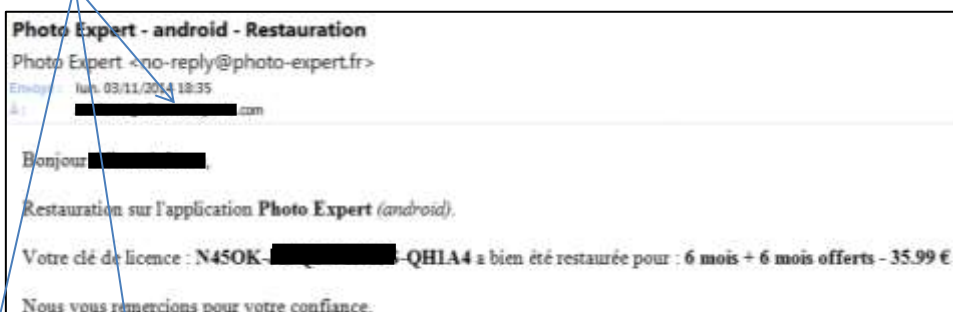 Photo Expert - android - Restauration
Photo Expert <no-reply@photo-expert.fr>
Envoyé : lun. 03/11/2014 18:35
À : .com
Bonjour ,
Restauration sur l'application Photo Expert (android).
Votre clé de licence : N45OK- -QH1A4 a bien été restaurée pour : 6 mois + 6 mois offerts - 35.99 €
Nous vous remercions pour votre confiance.